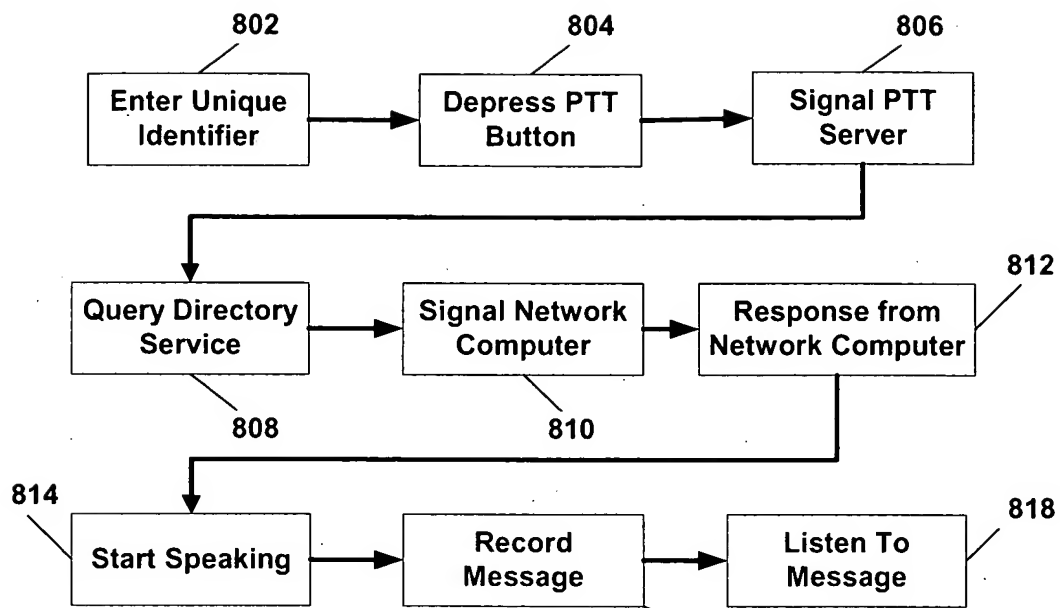 802
804
806
Enter Unique
Identifier
Depress PTT
Button
Signal PTT
Server
812
Query Directory
Service
Signal Network
Computer
Response from
Network Computer
808
810
814
818
Start Speaking
Record
Message
Listen To
Message